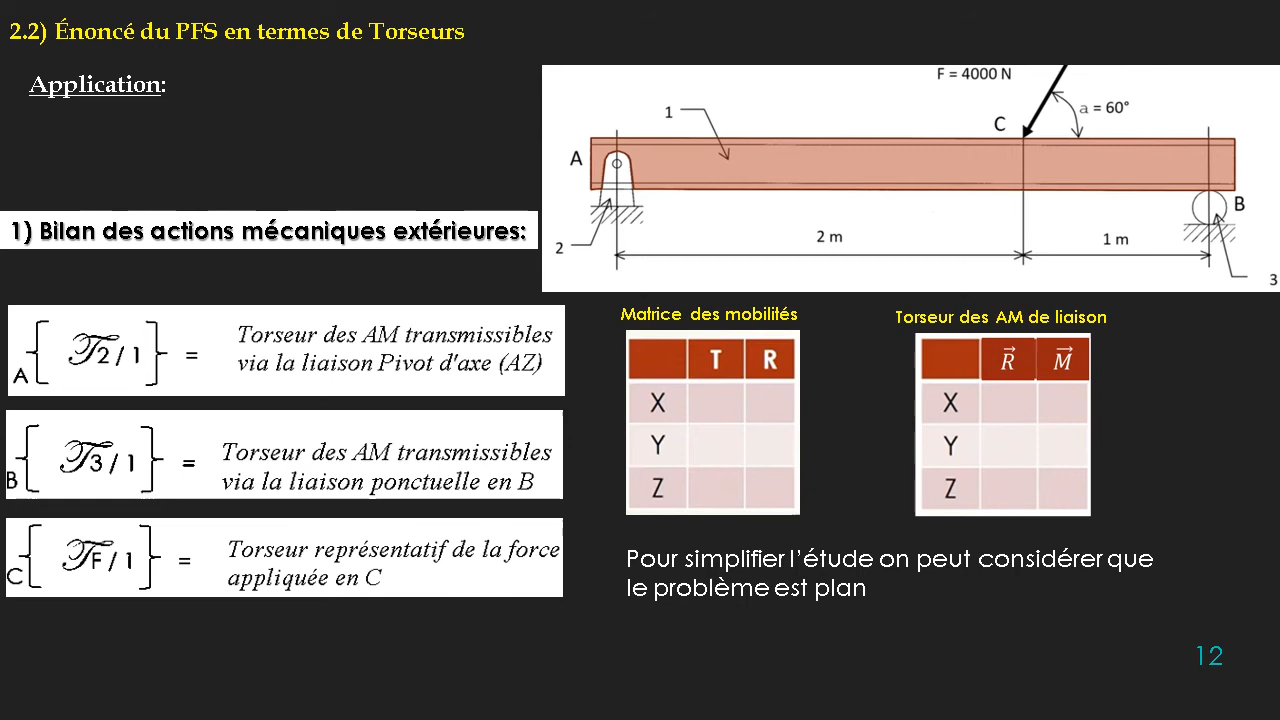 2.2) Énoncé du PFS en termes de Torseurs
Application:
F = 4000 N
a = 60°
1
C
A
B
2
2 m
1 m
3
1) Bilan des actions mécaniques extérieures:
A { 𝒯2/1 } = Torseur des AM transmissibles
via la liaison Pivot d'axe (AZ)
B { 𝒯3/1 } = Torseur des AM transmissibles
via la liaison ponctuelle en B
C { 𝒯F/1 } = Torseur représentatif de la force
appliquée en C
Matrice des mobilités
T R
X
Y
Z
Torseur des AM de liaison
R⃗ M⃗
X
Y
Z
Pour simplifier l’étude on peut considérer que
le problème est plan
12